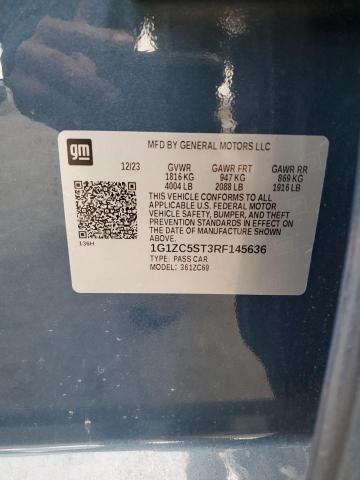 gm
MFD BY GENERAL MOTORS LLC
12/23 GVWR GAWR FRT GAWR RR
1816 KG 947 KG 869 KG
4004 LB 2088 LB 1916 LB
THIS VEHICLE CONFORMS TO ALL
APPLICABLE U.S. FEDERAL MOTOR
VEHICLE SAFETY, BUMPER, AND THEFT
PREVENTION STANDARDS IN EFFECT ON
THE DATE OF MANUFACTURE SHOWN ABOVE.
136H
1G1ZC5ST3RF145636
TYPE: PASS CAR
MODEL: 361ZC69